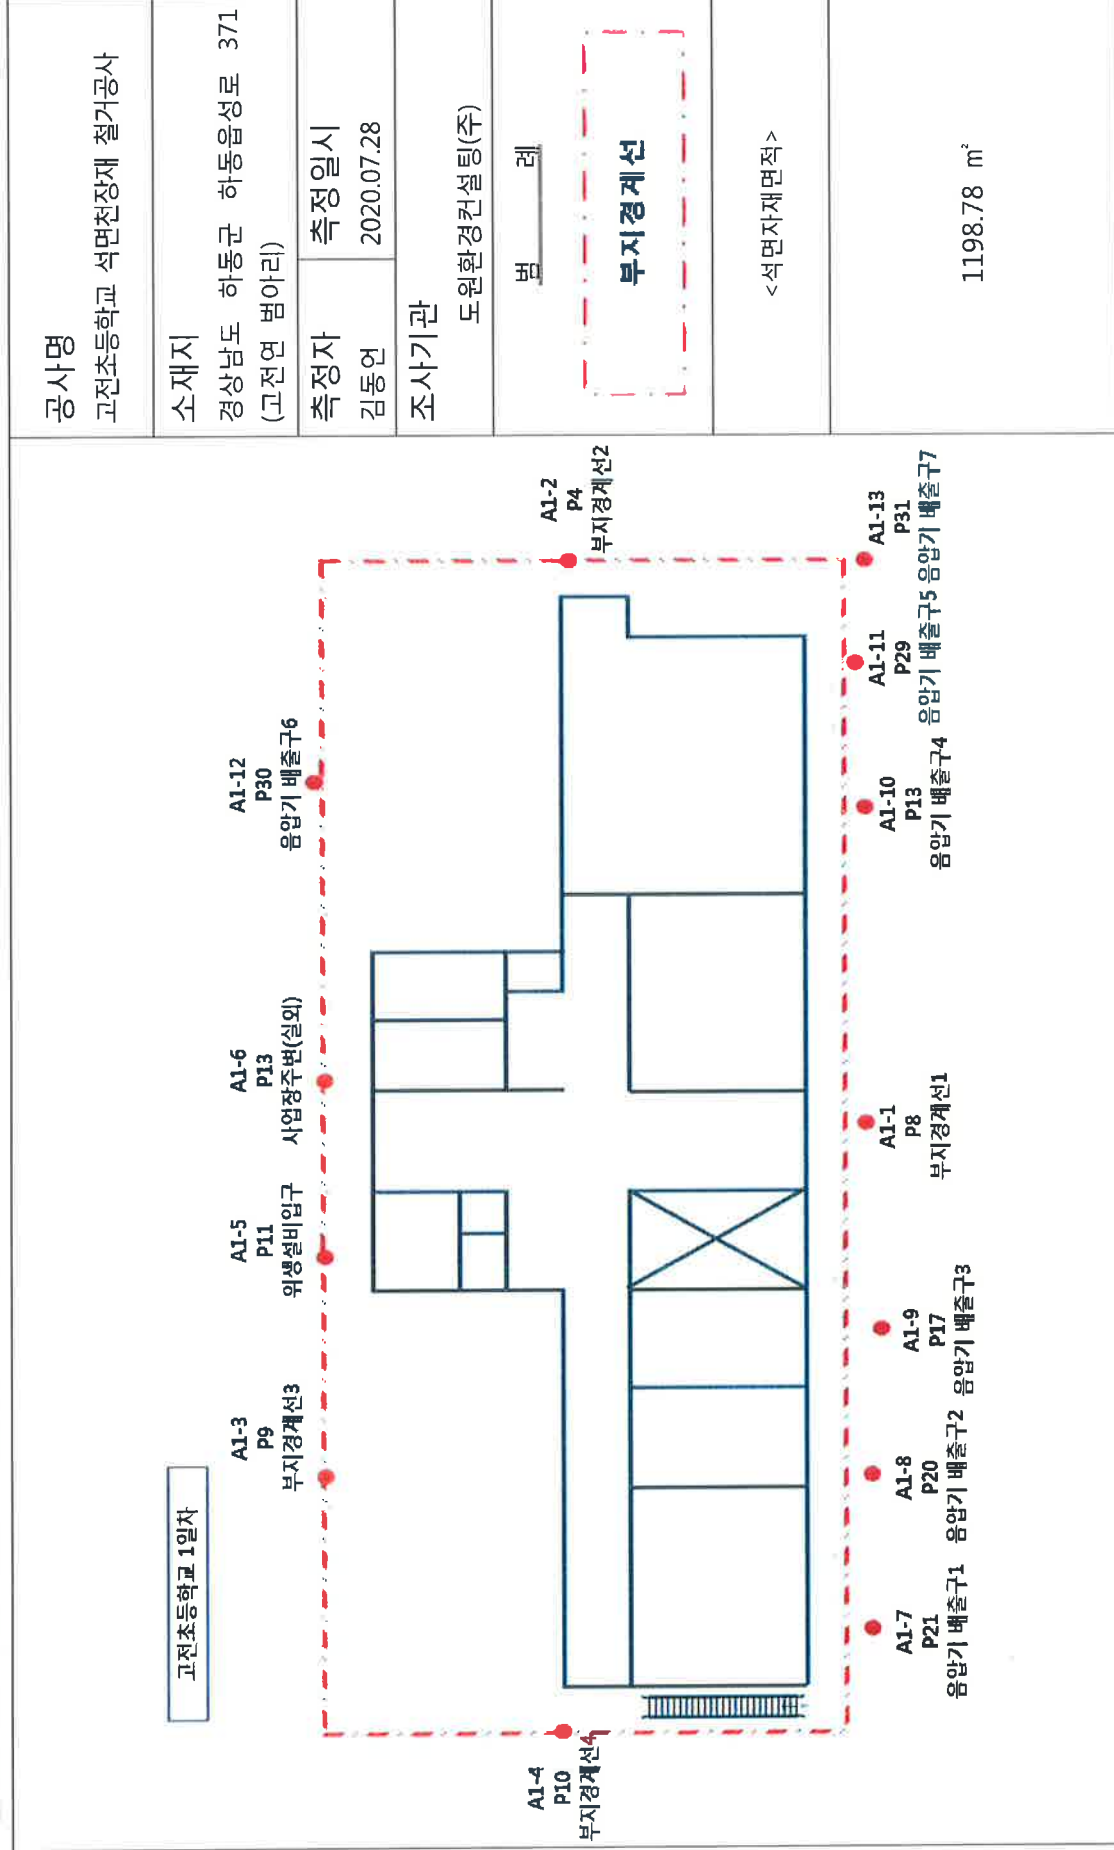 고전초등학교 1일차
A1-3
P9
부지경계선3
A1-5
P11
위생설비입구
A1-6
P13
사업장주변(실외)
A1-12
P30
음압기 배출구6
A1-4
P10
부지경계선4
A1-2
P4
부지경계선2
A1-7
P21
음압기 배출구1
A1-8
P20
음압기 배출구2
A1-9
P17
음압기 배출구3
A1-1
P8
부지경계선1
A1-10
P13
음압기 배출구4
A1-11
P29
음압기 배출구5
A1-13
P31
음압기 배출구7
공사명
고전초등학교 석면천장재 철거공사
소재지
경상남도 하동군 하동읍성로 371
(고전연 범아리)
측정자
김동언
측정일시
2020.07.28
조사기관
도원환경컨설팅(주)
범 례
부지경계선
<석면자재면적>
1198.78 m²